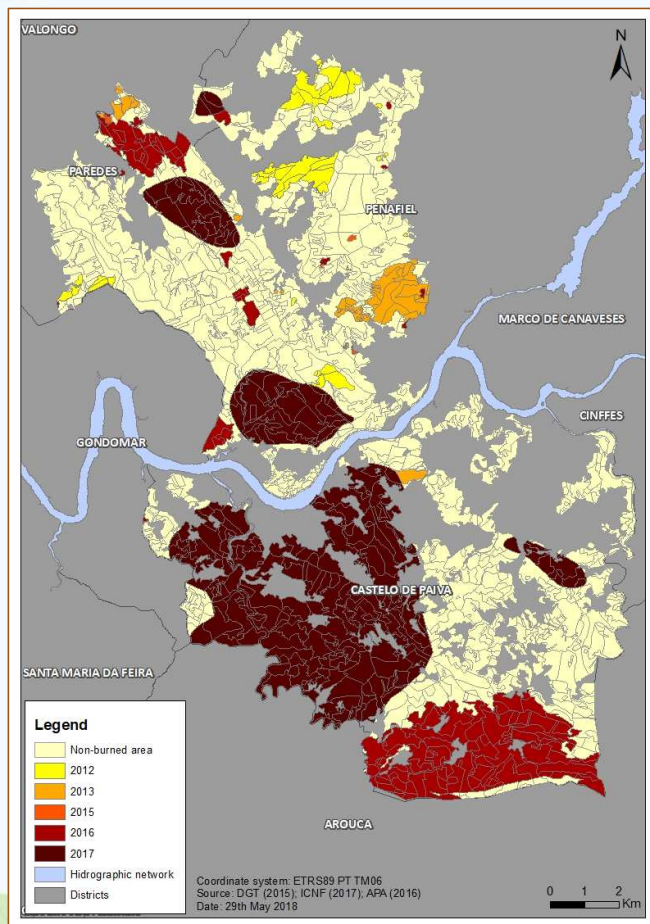 VALONGO
N
PAREDES
PENAFIEL
MARCO DE CANAVESES
CINFFES
GONDOMAR
CASTELO DE PAIVA
SANTA MARIA DA FEIRA
AROUCA
Legend
Non-burned area
2012
2013
2015
2016
2017
Hidrographic network
Districts
Coordinate system: ETRS89 PT TM06
Source: DGT (2015); ICNF (2017); APA (2016)
Date: 29th May 2018
0 1 2
Km